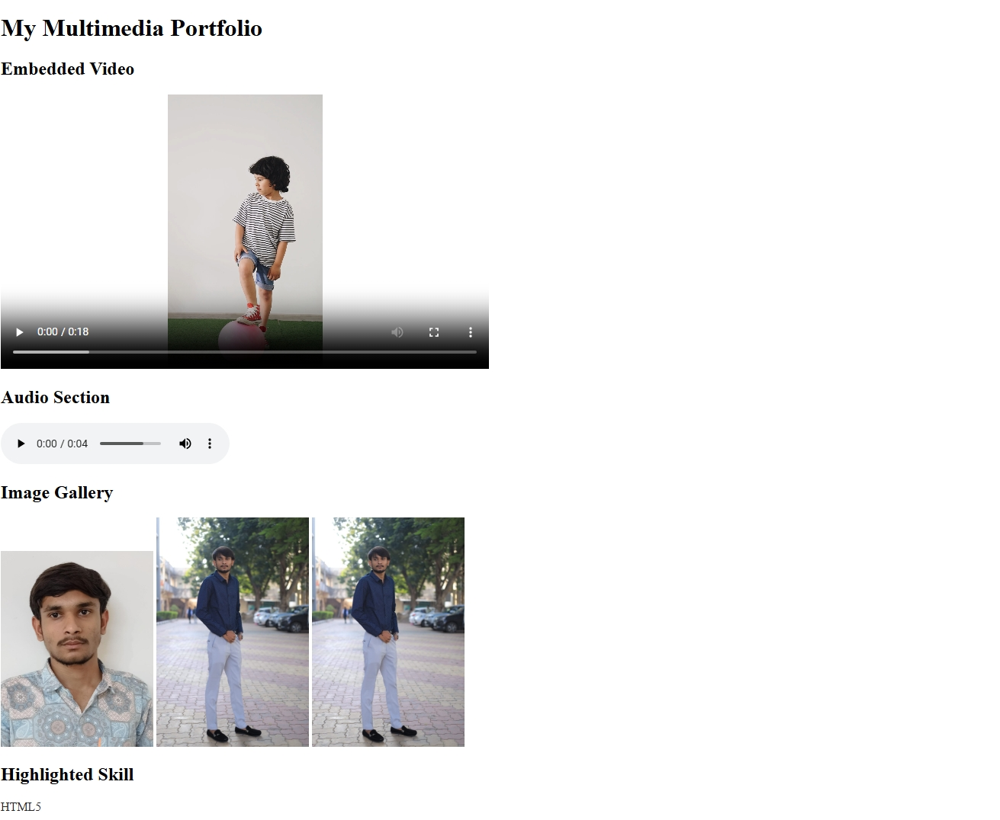 My Multimedia Portfolio
Embedded Video
0:00 / 0:18
Audio Section
0:00 / 0:04
Image Gallery
Highlighted Skill
HTML5